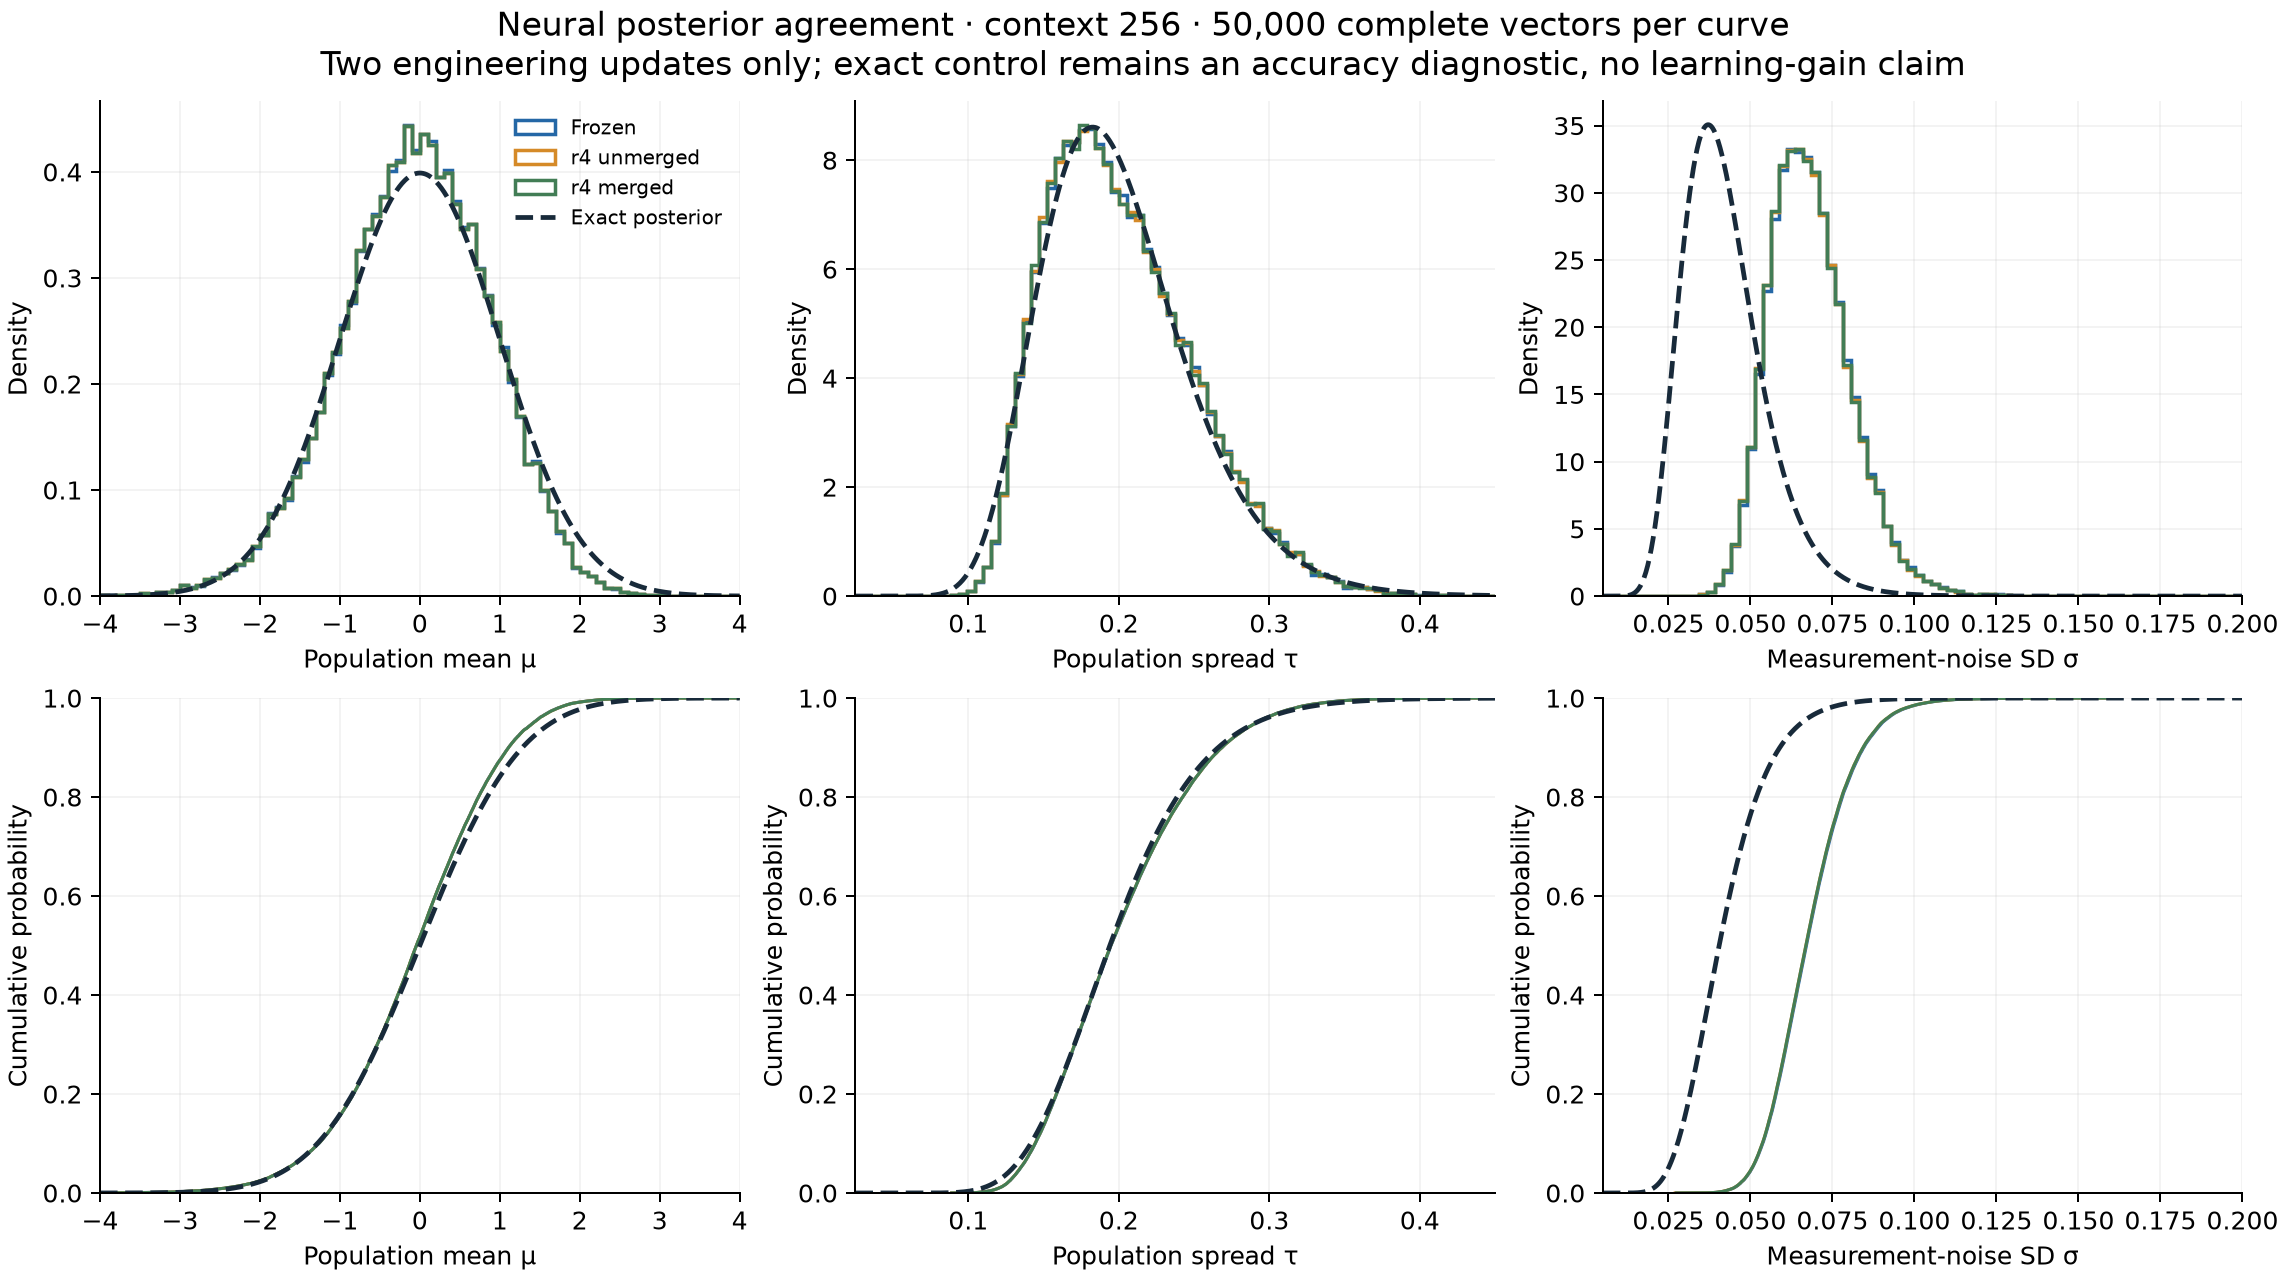 Neural posterior agreement · context 256 · 50,000 complete vectors per curve
Two engineering updates only; exact control remains an accuracy diagnostic, no learning-gain claim
Density
0.4
0.3
0.2
0.1
0.0
−4 −3 −2 −1 0 1 2 3 4
Population mean μ
Frozen
r4 unmerged
r4 merged
Exact posterior
Density
8
6
4
2
0
0.1 0.2 0.3 0.4
Population spread τ
Density
35
30
25
20
15
10
5
0
0.025 0.050 0.075 0.100 0.125 0.150 0.175 0.200
Measurement-noise SD σ
Cumulative probability
1.0
0.8
0.6
0.4
0.2
0.0
−4 −3 −2 −1 0 1 2 3 4
Population mean μ
Cumulative probability
1.0
0.8
0.6
0.4
0.2
0.0
0.1 0.2 0.3 0.4
Population spread τ
Cumulative probability
1.0
0.8
0.6
0.4
0.2
0.0
0.025 0.050 0.075 0.100 0.125 0.150 0.175 0.200
Measurement-noise SD σ